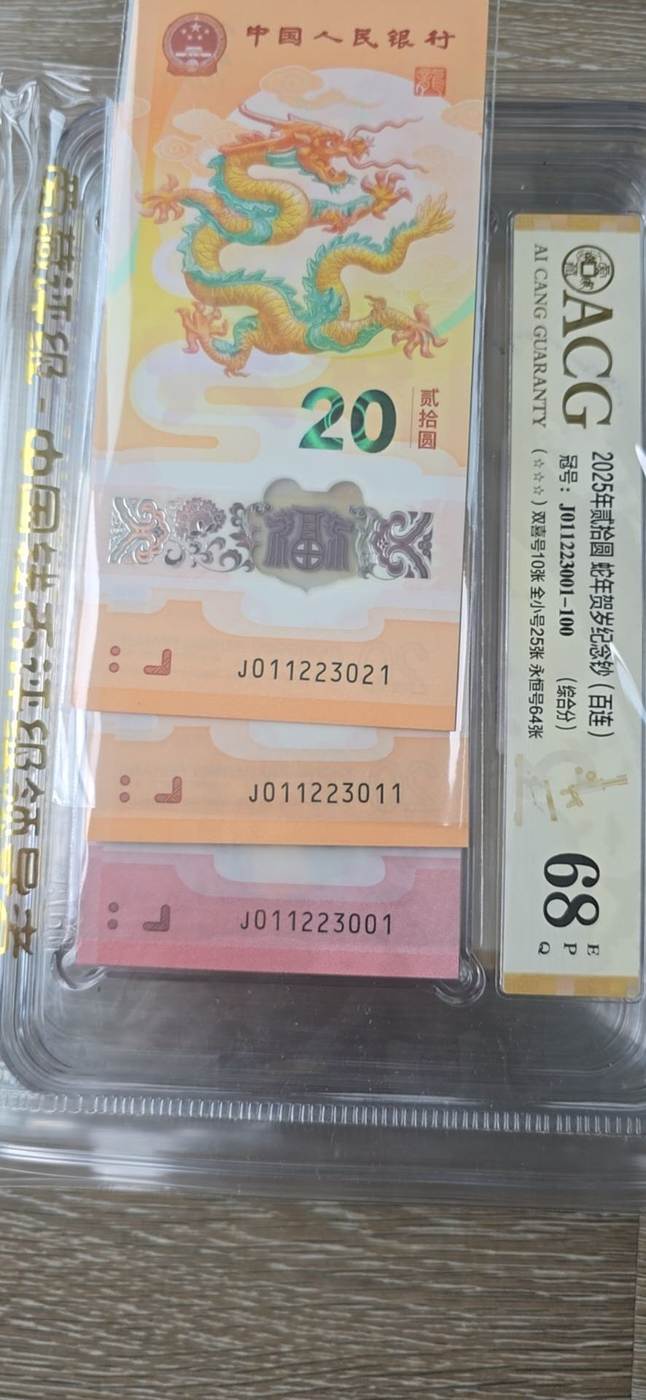 中国人民银行
20
贰拾圆
J011223021
J011223011
J011223001
ACG
AI CANG GUARANTY
2025年贰拾圆 蛇年贺岁纪念钞（百连）
冠号：J011223001-100 （综合分）
（☆☆☆）双喜号10张 全小号25张 永恒号64张
68
E
P
Q